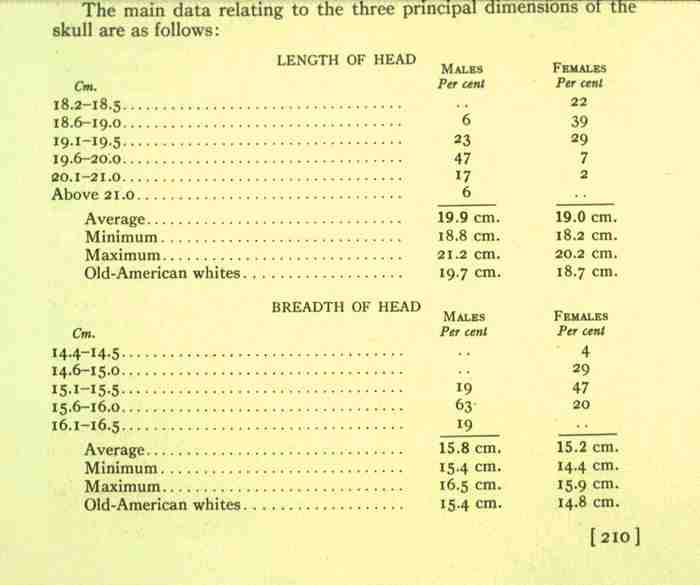 The main data relating to the three principal dimensions of the
skull are as follows:
LENGTH OF HEAD
MALES FEMALES
Cm. Per cent Per cent
18.2–18.5. . . . . . . . . . . . . . . . . . . . . . . . . . . . . . . . . . .. 22
18.6–19.0. . . . . . . . . . . . . . . . . . . . . . . . . . . . . . . . . . 6 39
19.1–19.5. . . . . . . . . . . . . . . . . . . . . . . . . . . . . . . . . . 23 29
19.6–20.0. . . . . . . . . . . . . . . . . . . . . . . . . . . . . . . . . . 47 7
20.1–21.0. . . . . . . . . . . . . . . . . . . . . . . . . . . . . . . . . . 17 2
Above 21.0. . . . . . . . . . . . . . . . . . . . . . . . . . . . . . . . 6 ..
Average. . . . . . . . . . . . . . . . . . . . . . . . . . . . . . . 19.9 cm. 19.0 cm.
Minimum. . . . . . . . . . . . . . . . . . . . . . . . . . . . . . 18.8 cm. 18.2 cm.
Maximum. . . . . . . . . . . . . . . . . . . . . . . . . . . . . . 21.2 cm. 20.2 cm.
Old-American whites. . . . . . . . . . . . . . . . . . . . 19.7 cm. 18.7 cm.
BREADTH OF HEAD
MALES FEMALES
Cm. Per cent Per cent
14.4–14.5. . . . . . . . . . . . . . . . . . . . . . . . . . . . . . . . . . .. 4
14.6–15.0. . . . . . . . . . . . . . . . . . . . . . . . . . . . . . . . . . .. 29
15.1–15.5. . . . . . . . . . . . . . . . . . . . . . . . . . . . . . . . . . 19 47
15.6–16.0. . . . . . . . . . . . . . . . . . . . . . . . . . . . . . . . . . 63 20
16.1–16.5. . . . . . . . . . . . . . . . . . . . . . . . . . . . . . . . . . 19 ..
Average. . . . . . . . . . . . . . . . . . . . . . . . . . . . . . . 15.8 cm. 15.2 cm.
Minimum. . . . . . . . . . . . . . . . . . . . . . . . . . . . . . 15.4 cm. 14.4 cm.
Maximum. . . . . . . . . . . . . . . . . . . . . . . . . . . . . . 16.5 cm. 15.9 cm.
Old-American whites. . . . . . . . . . . . . . . . . . . . 15.4 cm. 14.8 cm.
[ 210 ]